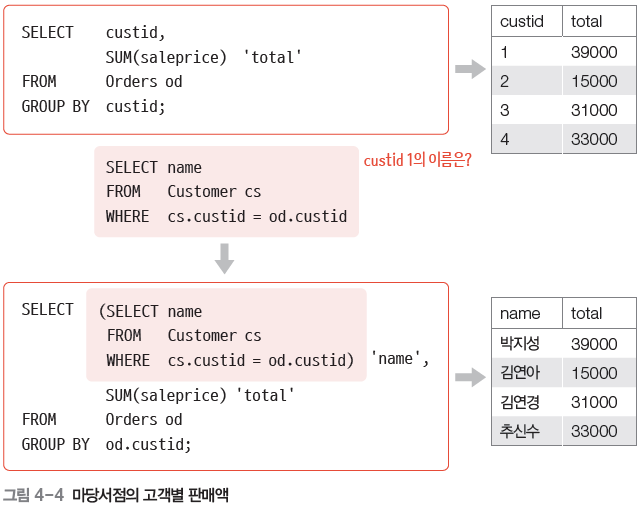 SELECT custid,
SUM(saleprice) 'total'
FROM Orders od
GROUP BY custid;
custid total
1 39000
2 15000
3 31000
4 33000
SELECT name
FROM Customer cs
WHERE cs.custid = od.custid
custid 1의 이름은?
SELECT (SELECT name
FROM Customer cs
WHERE cs.custid = od.custid) 'name',
SUM(saleprice) 'total'
FROM Orders od
GROUP BY od.custid;
name total
박지성 39000
김연아 15000
김연경 31000
추신수 33000
그림 4-4 마당서점의 고객별 판매액